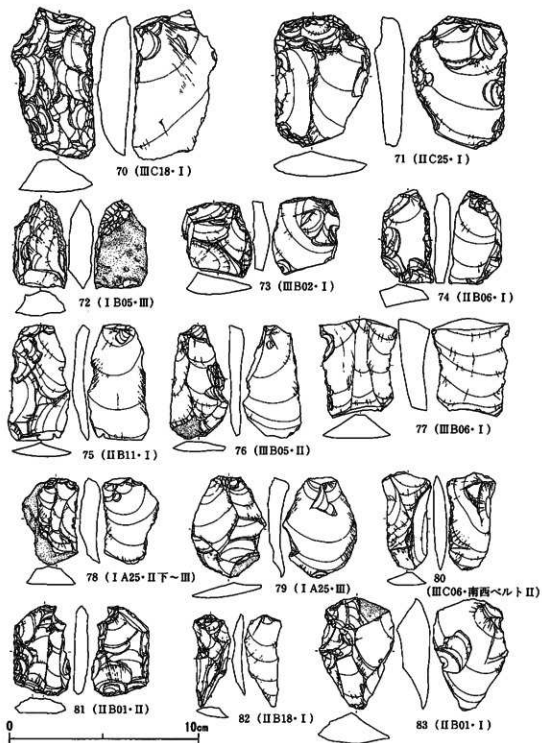 70 (ⅢC18・Ⅰ)
71 (ⅡC25・Ⅰ)
72 (ⅠB05・Ⅲ)
73 (ⅢB02・Ⅰ)
74 (ⅡB06・Ⅰ)
75 (ⅡB11・Ⅰ)
76 (ⅢB05・Ⅱ)
77 (ⅢB06・Ⅰ)
78 (ⅠA25・Ⅱ下〜Ⅲ)
79 (ⅠA25・Ⅲ)
80
(ⅢC06・南西ベルトⅡ)
81 (ⅡB01・Ⅱ)
82 (ⅡB18・Ⅰ)
83 (ⅡB01・Ⅰ)
0 10cm